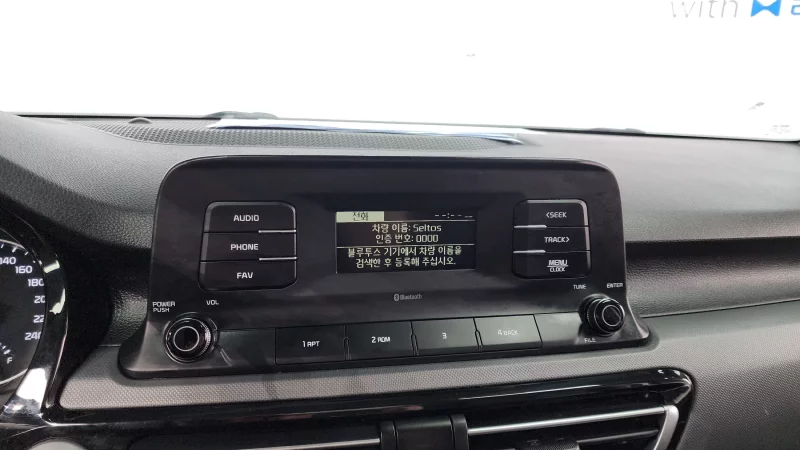 with
AUDIO
PHONE
FAV
전화 --:--
차량 이름: Seltos
인증 번호: 0000
블루투스 기기에서 차량 이름을
검색한 후 등록해 주십시오.
<SEEK
TRACK>
MENU
CLOCK
Bluetooth
POWER
PUSH
VOL
TUNE
ENTER
FILE
1 RPT
2 RDM
3
4 BACK
140
160
180
220
240
F